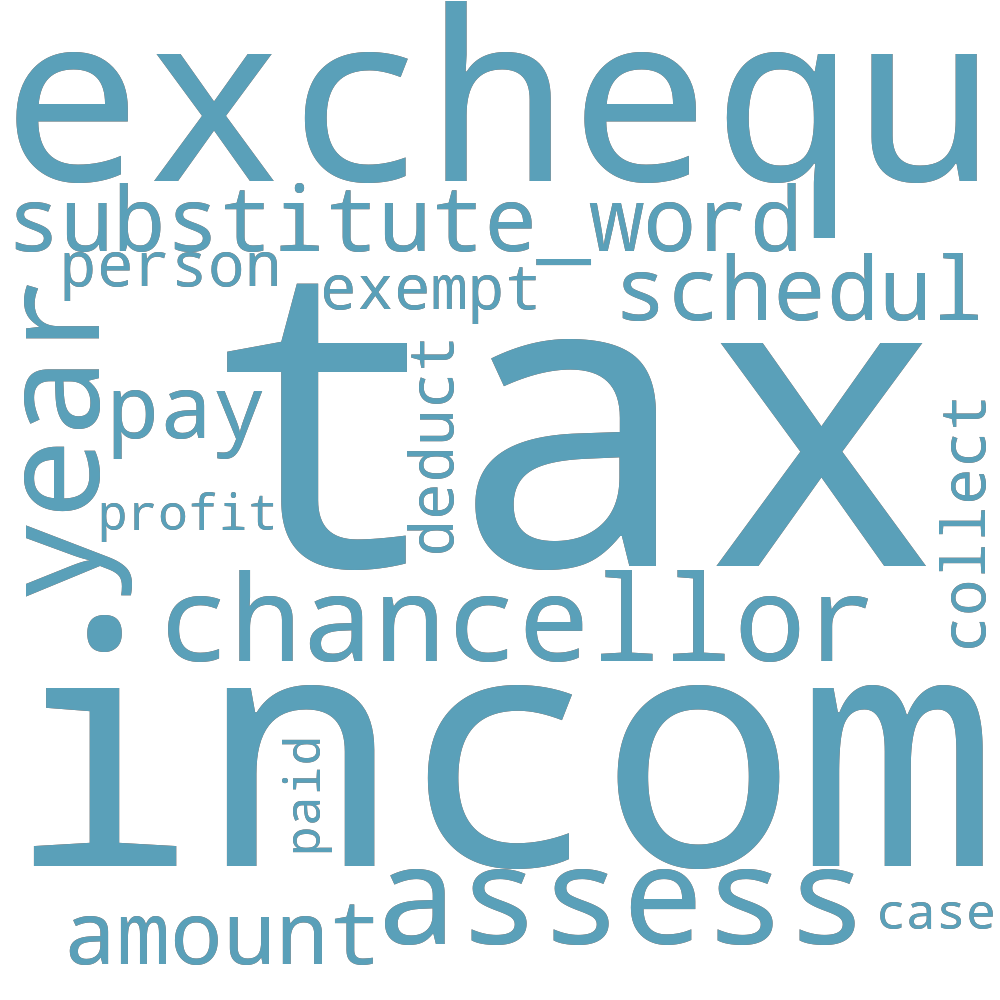 exchequ
substitute_word
person
exempt
schedul
year
tax
pay
deduct
collect
profit
chancellor
incom
paid
assess
amount
case